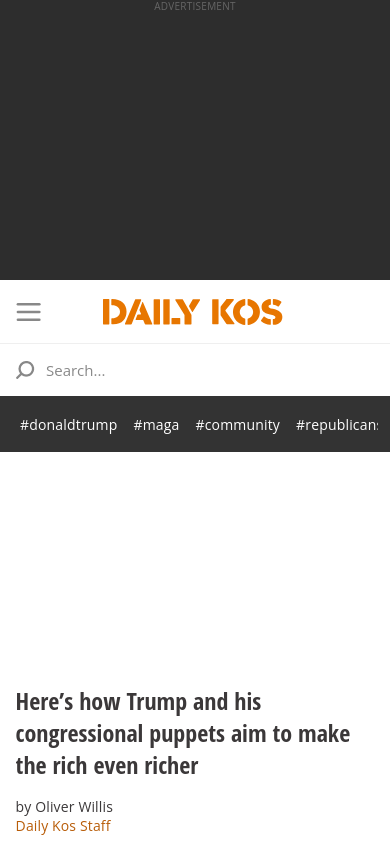 ADVERTISEMENT
DAILY KOS
Search...
#donaldtrump #maga #community #republicans
Here’s how Trump and his
congressional puppets aim to make
the rich even richer
by Oliver Willis
Daily Kos Staff